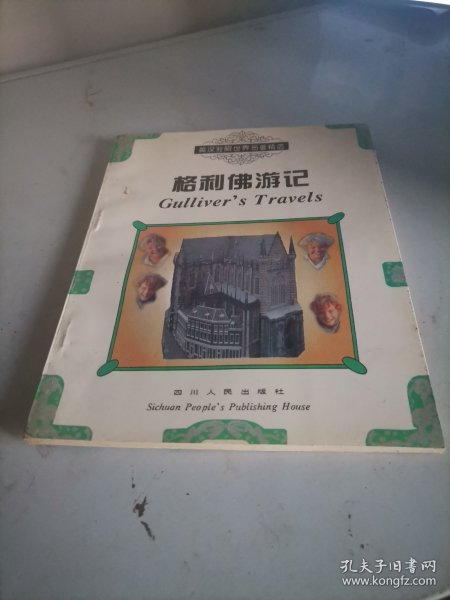 英汉对照世界名著精选
格利佛游记
Gulliver's Travels
四川人民出版社
Sichuan People's Publishing House
孔夫子旧书网
www.kongfz.com